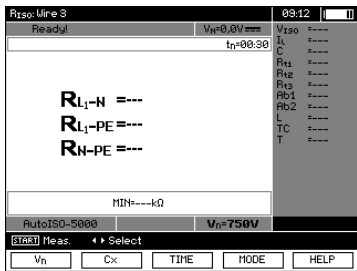 RISO: Wire 3 09:12
Ready! VN=0,0V
tn=00:30
RL1-N =---
RL1-PE =---
RN-PE =---
MIN=---kΩ
AutoISO-5000 Vn=750V
VISO =---
IL =---
C =---
Rt1 =---
Rt2 =---
Rt3 =---
Ab1 =---
Ab2 =---
L =---
TC =---
T =---
START Meas. Select
Vn Cx TIME MODE HELP